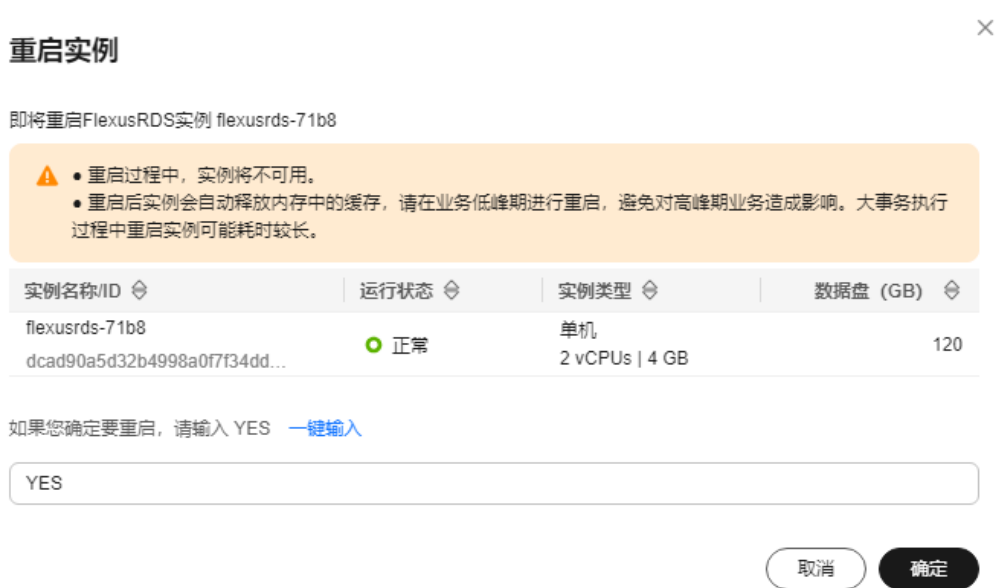 重启实例
即将重启FlexusRDS实例 flexusrds-71b8
● 重启过程中，实例将不可用。
● 重启后实例会自动释放内存中的缓存，请在业务低峰期进行重启，避免对高峰期业务造成影响。大事务执行
过程中重启实例可能耗时较长。
实例名称/ID 运行状态 实例类型 数据盘（GB）
flexusrds-71b8 单机
正常 120
dcad90a5d32b4998a0f7f34dd... 2 vCPUs | 4 GB
如果您确定要重启，请输入 YES 一键输入
YES
取消 确定